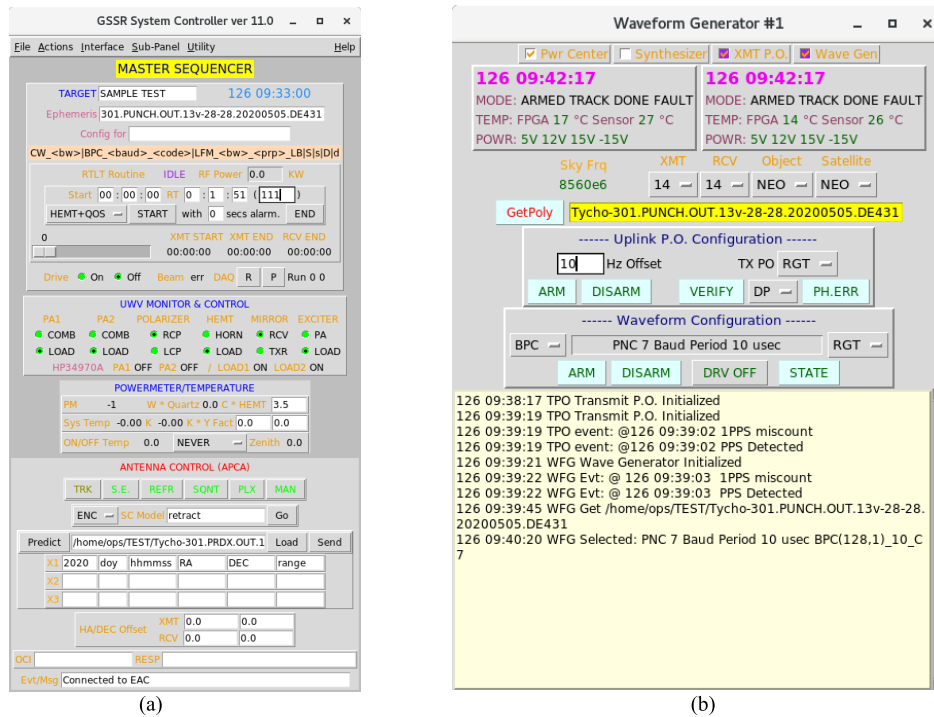 GSSR System Controller ver 11.0
File Actions Interface Sub-Panel Utility Help
MASTER SEQUENCER
TARGET SAMPLE TEST 126 09:33:00
Ephemeris 301.PUNCH.OUT.13v-28-28.20200505.DE431
Config for
CW_<bw>|BPC_<baud>_<code>|LFM_<bw>_<prp>_LB|S|s|D|d
RTLT Routine IDLE RF Power 0.0 KW
Start 00 : 00 : 00 RT 0 : 1 : 51 ( 111 )
HEMT+QOS START with 0 secs alarm. END
0 XMT START XMT END RCV END
00:00:00 00:00:00 00:00:00
Drive On Off Beam err DAQ R P Run 0 0
UWV MONITOR & CONTROL
PA1 PA2 POLARIZER HEMT MIRROR EXCITER
COMB COMB RCP HORN RCV PA
LOAD LOAD LCP LOAD TXR LOAD
HP34970A PA1 OFF PA2 OFF / LOAD1 ON LOAD2 ON
POWERMETER/TEMPERATURE
PM -1 W * Quartz 0.0 C * HEMT 3.5
Sys Temp -0.00 K -0.00 K * Y Fact 0.0 0.0
ON/OFF Temp 0.0 NEVER Zenith 0.0
ANTENNA CONTROL (APCA)
TRK S.E. REFR SQNT PLX MAN
ENC SC Model retract Go
Predict /home/ops/TEST/Tycho-301.PRDX.OUT.1 Load Send
X1 2020 doy hhmmss RA DEC range
X2
X3
HA/DEC Offset XMT 0.0 0.0
RCV 0.0 0.0
OCI RESP
Evt/Msg Connected to EAC
(a)
Waveform Generator #1
Pwr Center Synthesizer XMT P.O. Wave Gen
126 09:42:17 126 09:42:17
MODE: ARMED TRACK DONE FAULT MODE: ARMED TRACK DONE FAULT
TEMP: FPGA 17 °C Sensor 27 °C TEMP: FPGA 14 °C Sensor 26 °C
POWR: 5V 12V 15V -15V POWR: 5V 12V 15V -15V
Sky Frq XMT RCV Object Satellite
8560e6 14 14 NEO NEO
GetPoly Tycho-301.PUNCH.OUT.13v-28-28.20200505.DE431
------ Uplink P.O. Configuration ------
10 Hz Offset TX PO RGT
ARM DISARM VERIFY DP PH.ERR
------ Waveform Configuration ------
BPC PNC 7 Baud Period 10 usec RGT
ARM DISARM DRV OFF STATE
126 09:38:17 TPO Transmit P.O. Initialized
126 09:39:19 TPO Transmit P.O. Initialized
126 09:39:19 TPO event: @126 09:39:02 1PPS miscount
126 09:39:19 TPO event: @126 09:39:02 PPS Detected
126 09:39:21 WFG Wave Generator Initialized
126 09:39:22 WFG Evt: @ 126 09:39:03 1PPS miscount
126 09:39:22 WFG Evt: @ 126 09:39:03 PPS Detected
126 09:39:45 WFG Get /home/ops/TEST/Tycho-301.PUNCH.OUT.13v-28-28.
20200505.DE431
126 09:40:20 WFG Selected: PNC 7 Baud Period 10 usec BPC(128,1)_10_C
7
(b)